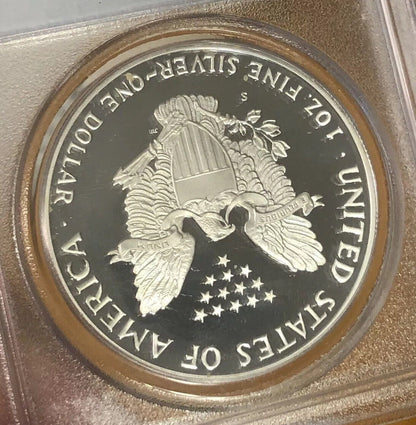 UNITED STATES OF AMERICA
1 OZ. FINE SILVER~ONE DOLLAR
S